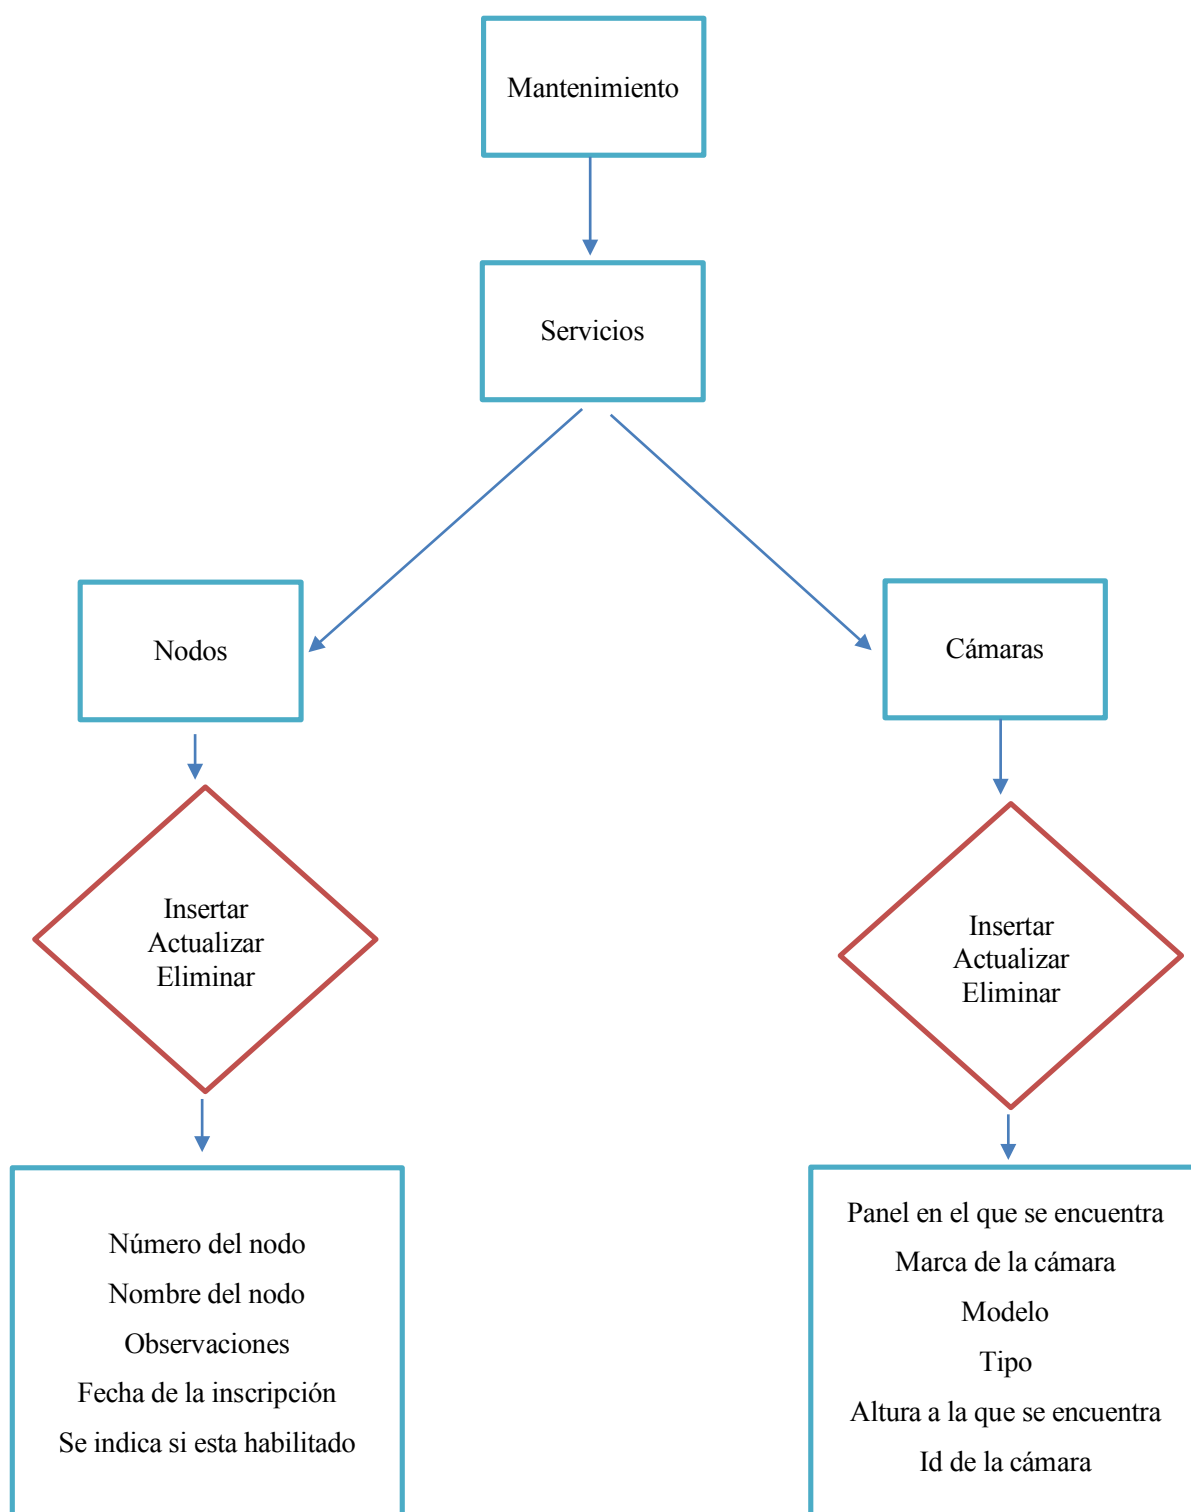 Mantenimiento
Servicios
Nodos
Cámaras
Insertar
Actualizar
Eliminar
Insertar
Actualizar
Eliminar
Número del nodo
Nombre del nodo
Observaciones
Fecha de la inscripción
Se indica si esta habilitado
Panel en el que se encuentra
Marca de la cámara
Modelo
Tipo
Altura a la que se encuentra
Id de la cámara